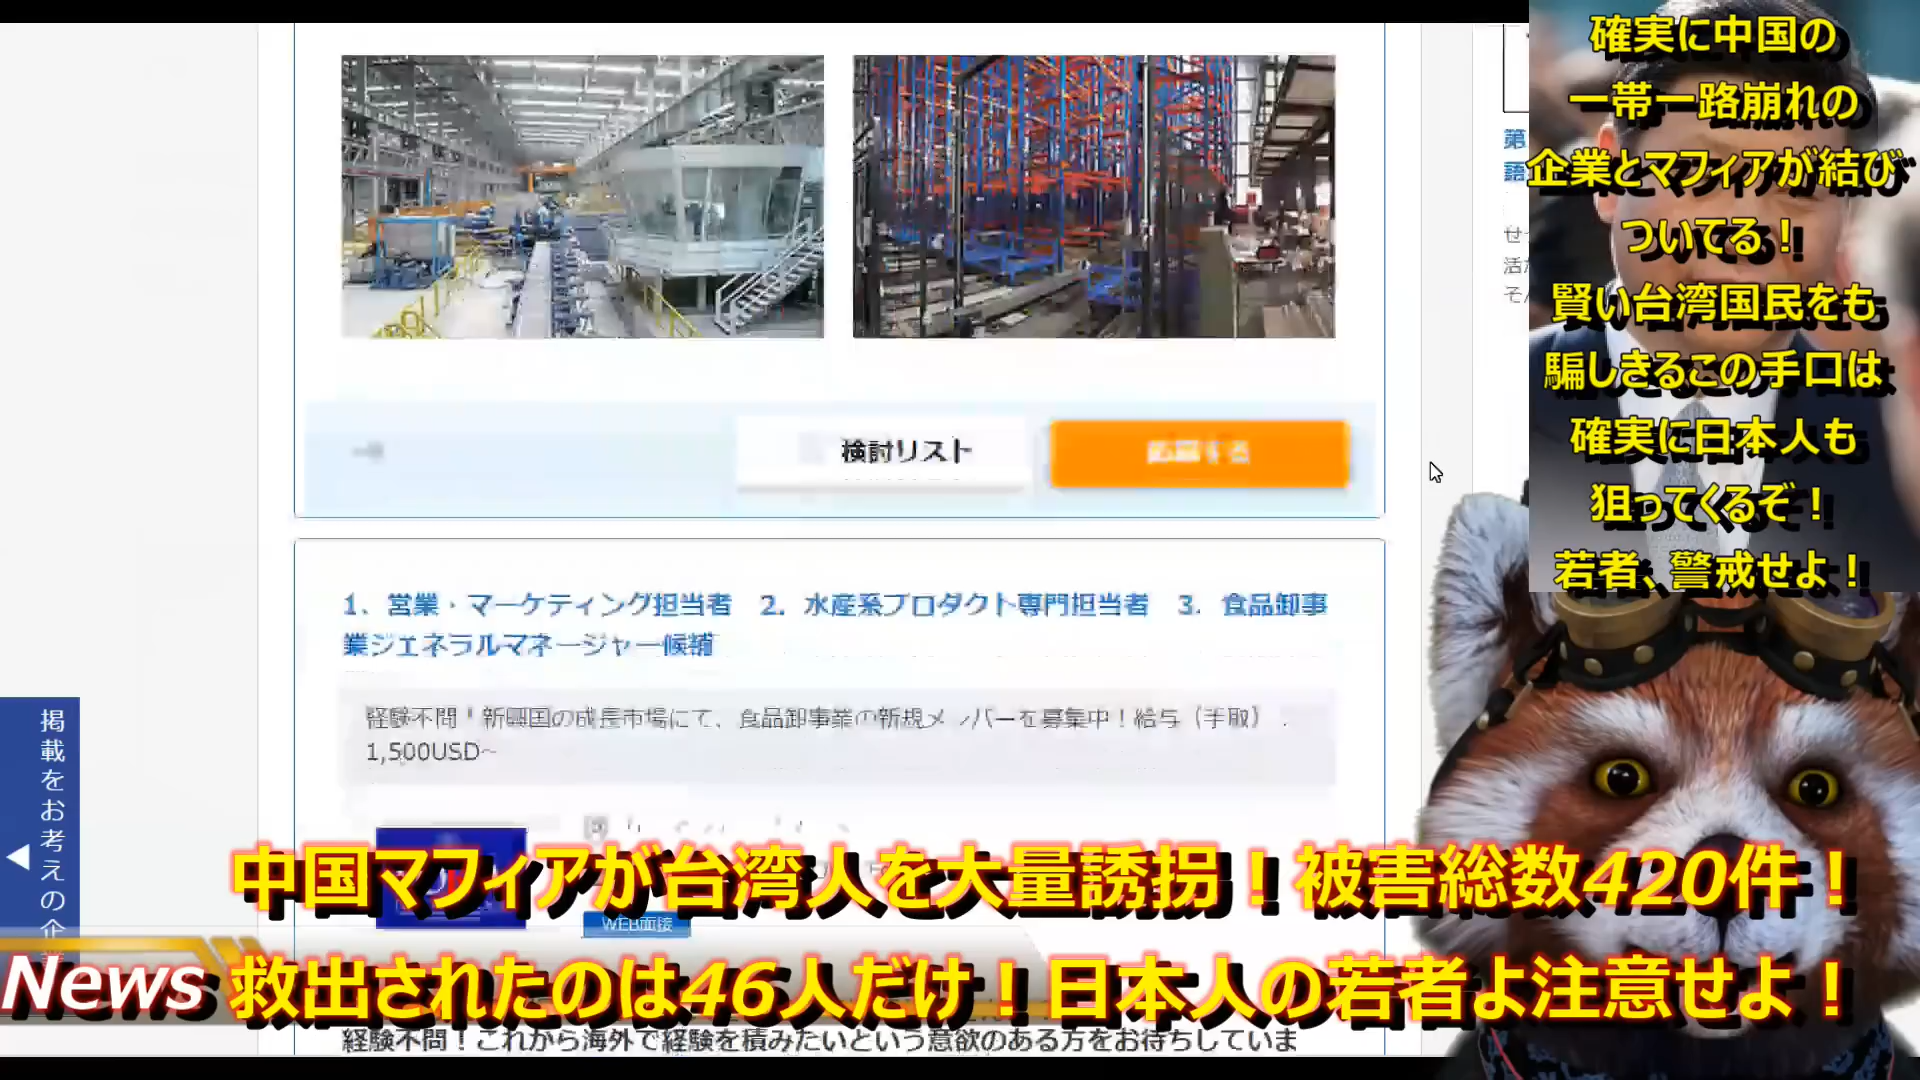 確実に中国の
一帯一路崩れの
企業とマフィアが結び
ついてる！
賢い台湾国民をも
騙しきるこの手口は
確実に日本人も
狙ってくるぞ！
若者、警戒せよ！
第
語
せっ
活
そん
検討リスト
応募する
1．営業・マーケティング担当者 2．水産系プロダクト専門担当者 3．食品卸事
業ジェネラルマネージャー候補
経験不問！新興国の成長市場にて、食品卸事業の新規メンバーを募集中！給与（手取）：
1,500USD~
掲載をお考えの企業
WEB面接
中国マフィアが台湾人を大量誘拐！被害総数420件！
News
救出されたのは46人だけ！日本人の若者よ注意せよ！
経験不問！これから海外で経験を積みたいという意欲のある方をお待ちしていま